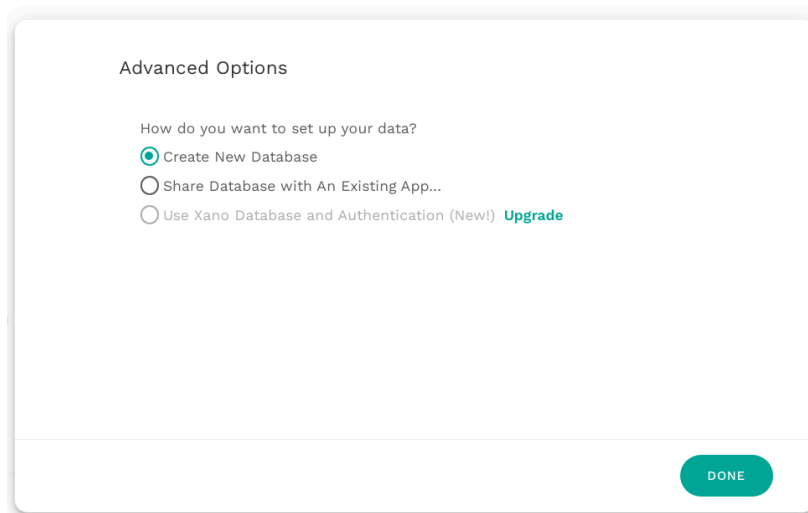 Advanced Options
How do you want to set up your data?
Create New Database
Share Database with An Existing App...
Use Xano Database and Authentication (New!) Upgrade
DONE